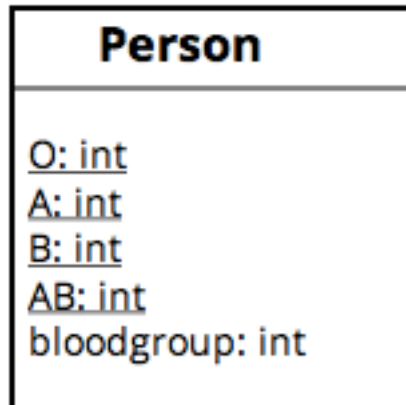 Person
O: int
A: int
B: int
AB: int
bloodgroup: int